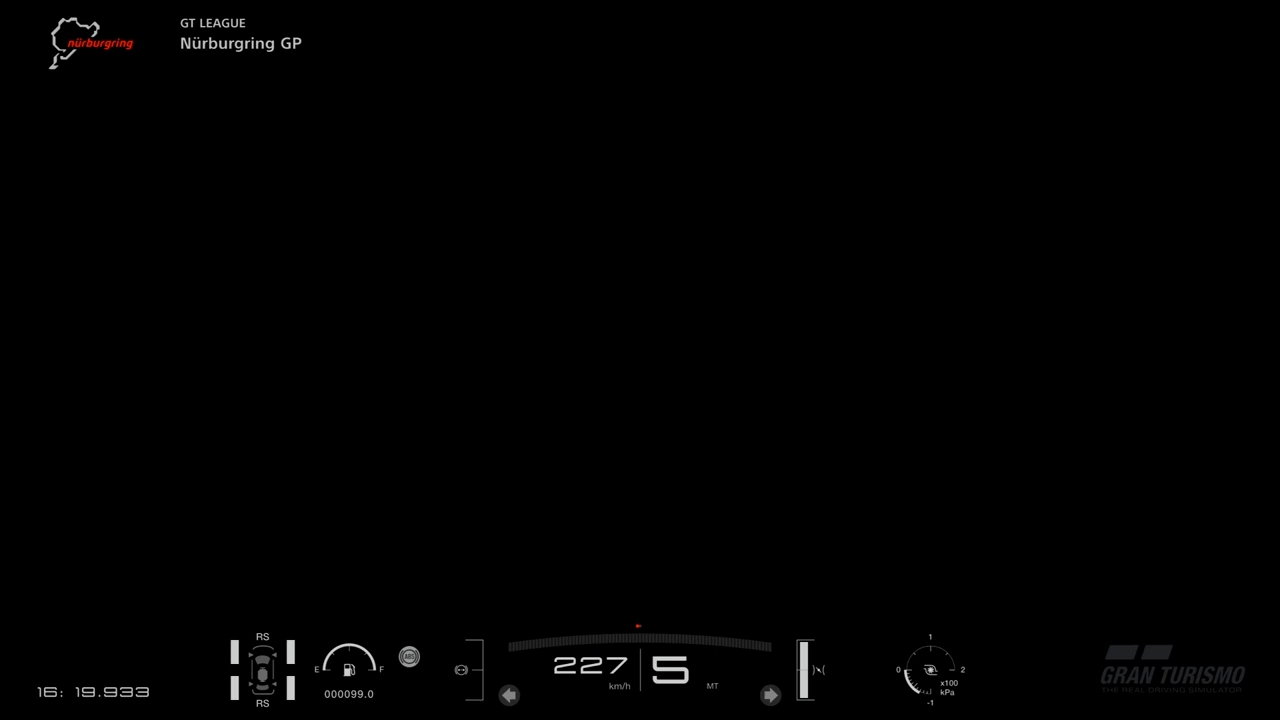 GT LEAGUE
nürburgring
Nürburgring GP
RS
ABS
E
F
000099.0
RS
16: 19.933
227
km/h
5
MT
1
0
2
x100
kPa
-1
GRAN TURISMO
THE REAL DRIVING SIMULATOR